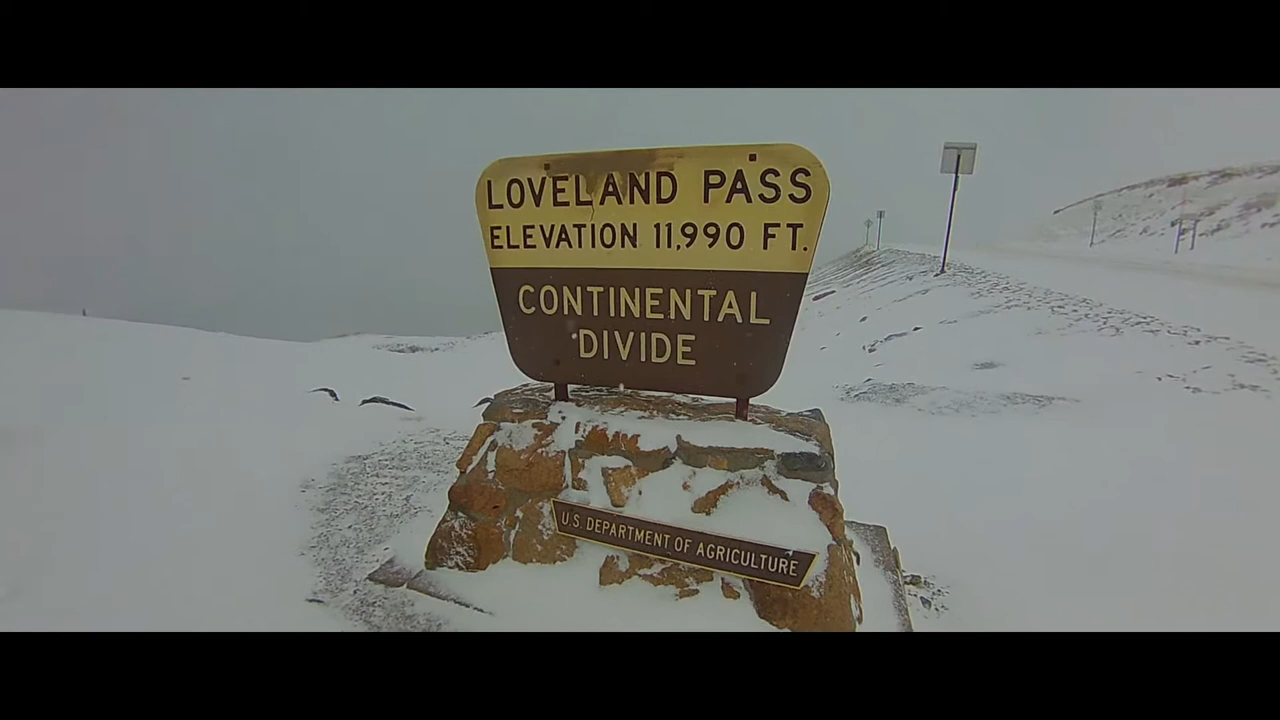 LOVELAND PASS
ELEVATION 11,990 FT.
CONTINENTAL
DIVIDE
U.S. DEPARTMENT OF AGRICULTURE